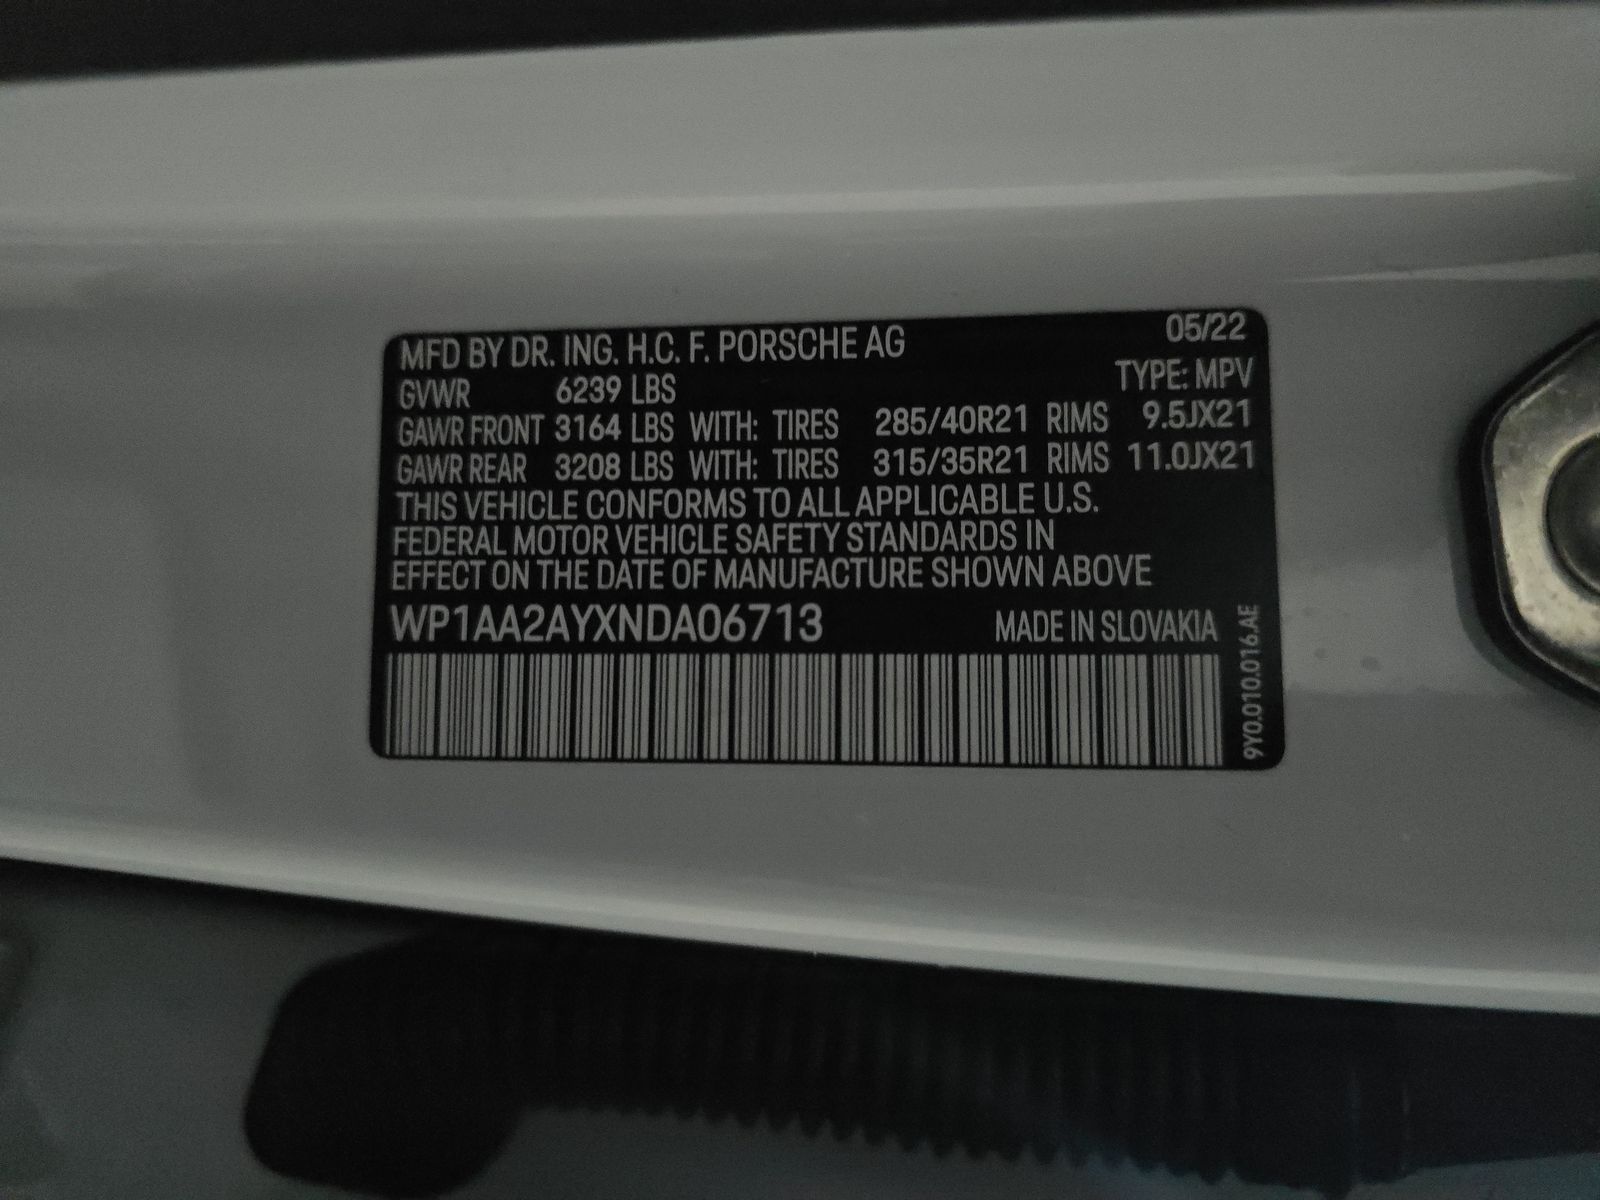 MFD BY DR. ING. H.C. F. PORSCHE AG 05/22
GVWR 6239 LBS TYPE: MPV
GAWR FRONT 3164 LBS WITH: TIRES 285/40R21 RIMS 9.5JX21
GAWR REAR 3208 LBS WITH: TIRES 315/35R21 RIMS 11.0JX21
THIS VEHICLE CONFORMS TO ALL APPLICABLE U.S.
FEDERAL MOTOR VEHICLE SAFETY STANDARDS IN
EFFECT ON THE DATE OF MANUFACTURE SHOWN ABOVE
WP1AA2AYXNDA06713 MADE IN SLOVAKIA
9Y0.010.016.AE